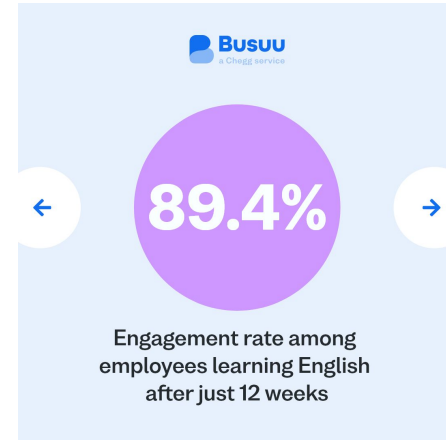 Busuu
a Chegg service
89.4%
Engagement rate among
employees learning English
after just 12 weeks